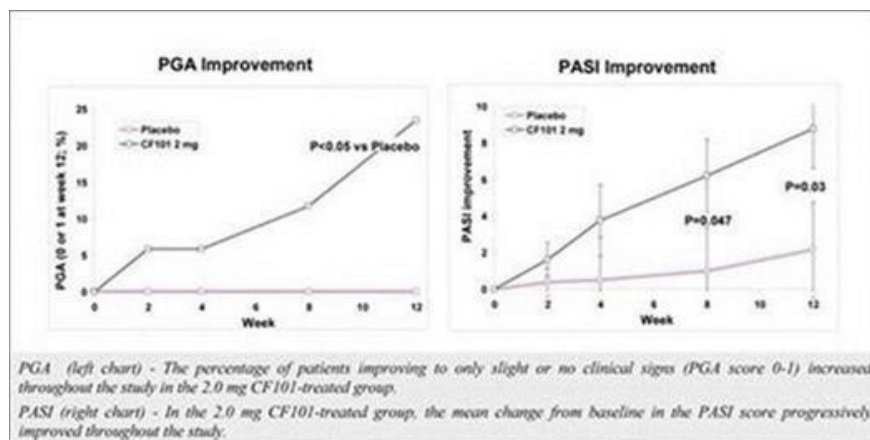 PGA Improvement
PGA (0 or 1 at week 12; %)
25
20
15
10
5
0
Placebo
CF101 2 mg
P<0.05 vs Placebo
0 2 4 6 8 10 12
Week
PASI Improvement
PASI improvement
10
8
6
4
2
0
Placebo
CF101 2 mg
P=0.047
P=0.03
0 2 4 6 8 10 12
Week
PGA (left chart) - The percentage of patients improving to only slight or no clinical signs (PGA score 0-1) increased
throughout the study in the 2.0 mg CF101-treated group.
PASI (right chart) - In the 2.0 mg CF101-treated group, the mean change from baseline in the PASI score progressively
improved throughout the study.